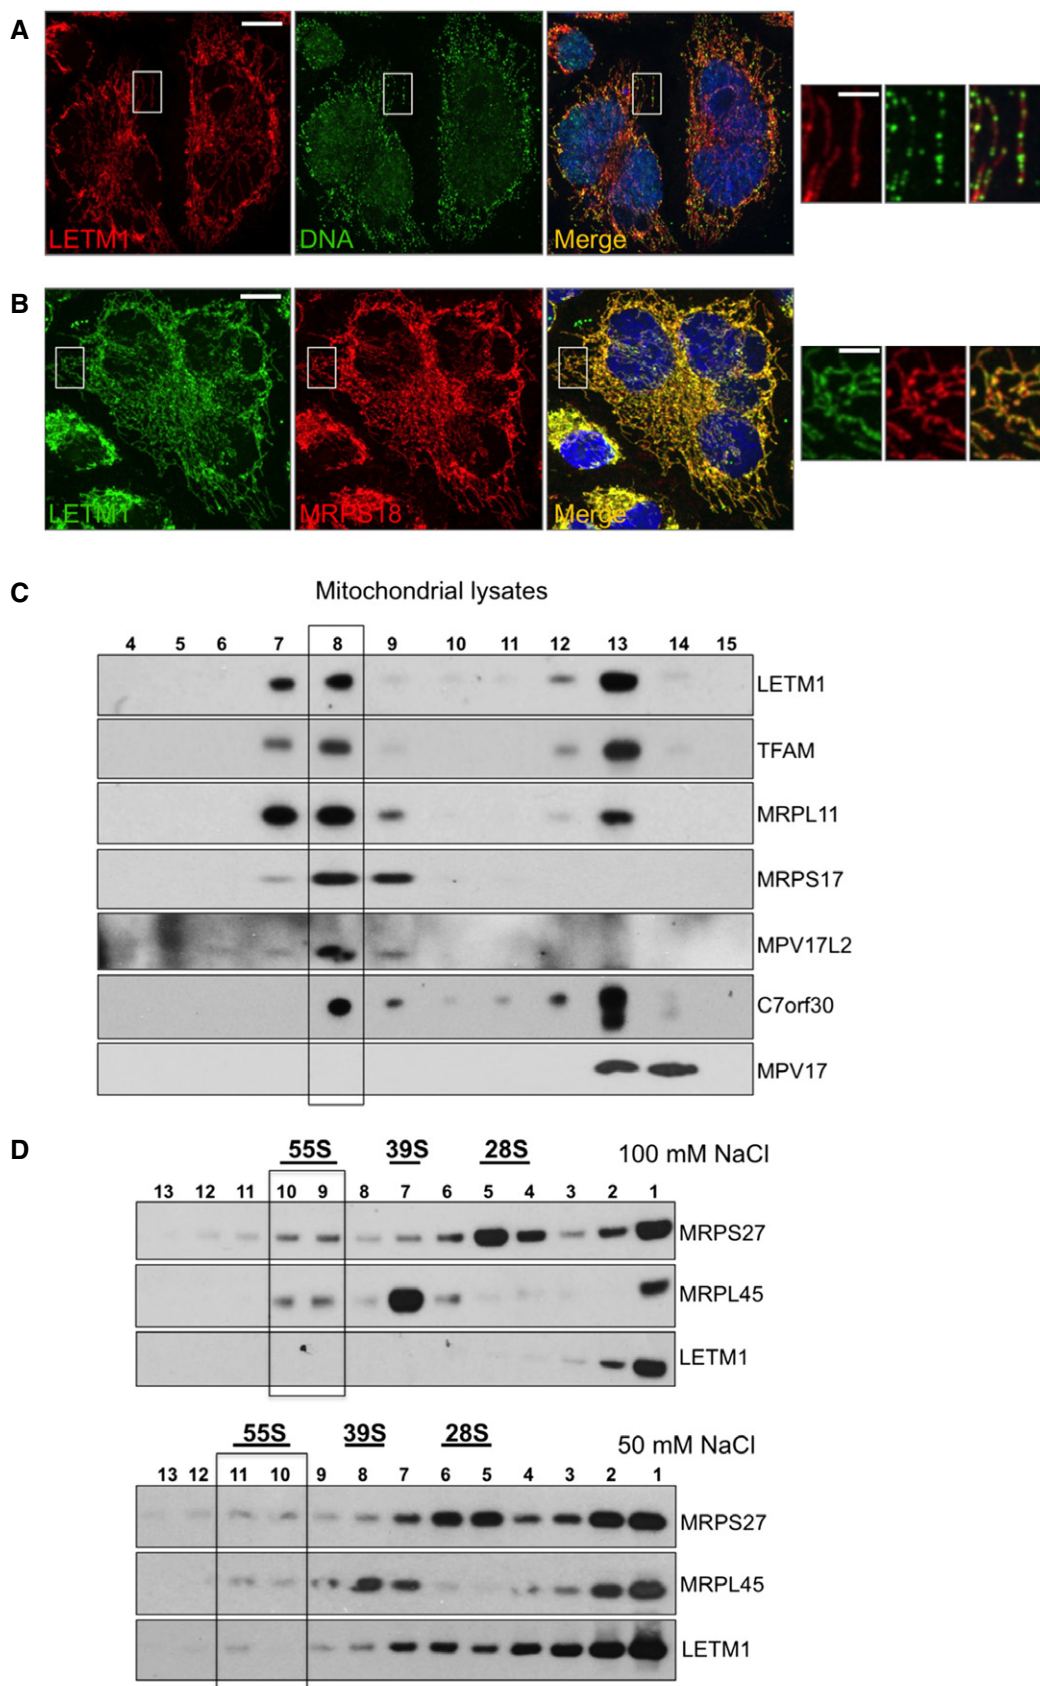 A
LETM1 DNA Merge
B
LETM1 MRPS18 Merge
C
Mitochondrial lysates
4 5 6 7 8 9 10 11 12 13 14 15
LETM1
TFAM
MRPL11
MRPS17
MPV17L2
C7orf30
MPV17
D
55S 39S 28S 100 mM NaCl
13 12 11 10 9 8 7 6 5 4 3 2 1
MRPS27
MRPL45
LETM1
55S 39S 28S 50 mM NaCl
13 12 11 10 9 8 7 6 5 4 3 2 1
MRPS27
MRPL45
LETM1